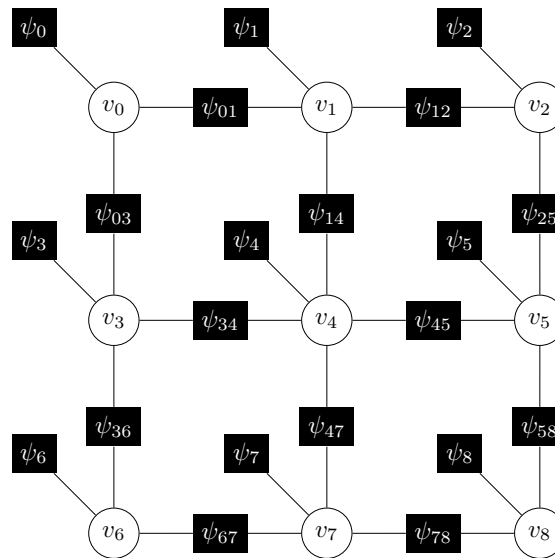 ψ₀ ψ₁ ψ₂
v₀ ψ₀₁ v₁ ψ₁₂ v₂
ψ₀₃ ψ₁₄ ψ₂₅
ψ₃ ψ₄ ψ₅
v₃ ψ₃₄ v₄ ψ₄₅ v₅
ψ₃₆ ψ₄₇ ψ₅₈
ψ₆ ψ₇ ψ₈
v₆ ψ₆₇ v₇ ψ₇₈ v₈